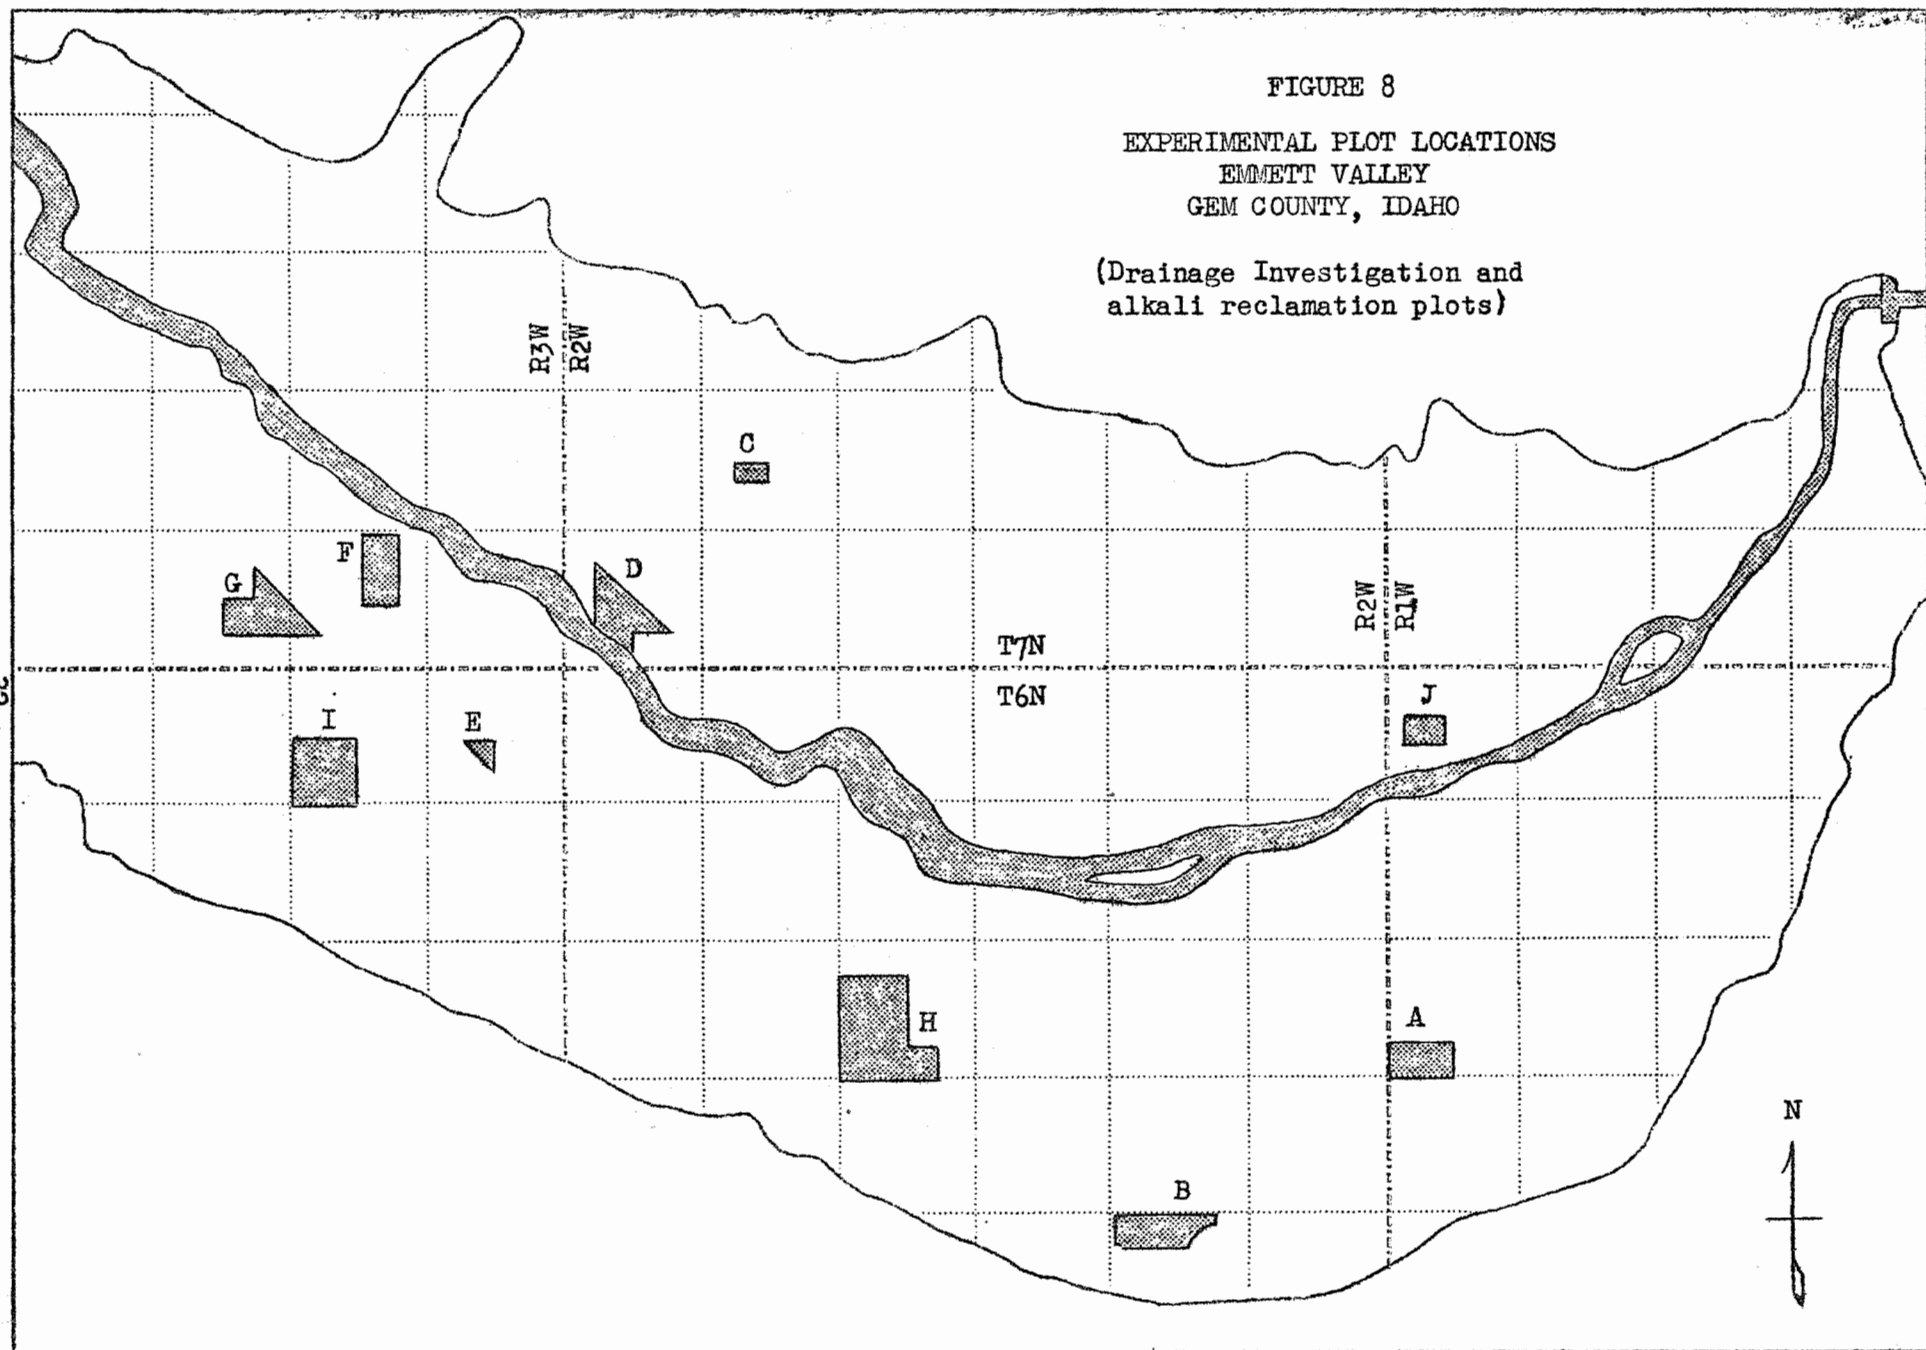 FIGURE 8
EXPERIMENTAL PLOT LOCATIONS
EMMETT VALLEY
GEM COUNTY, IDAHO
(Drainage Investigation and
alkali reclamation plots)
R3W
R2W
C
F
G
D
R2W
R1W
T7N
T6N
I
E
J
H
A
B
N